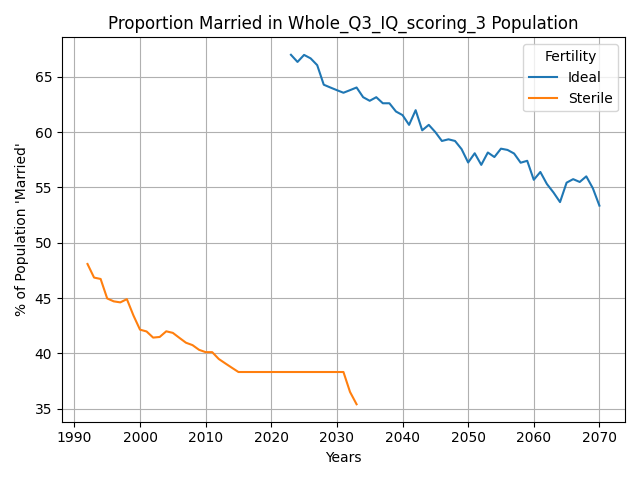 Proportion Married in Whole_Q3_IQ_scoring_3 Population
Fertility
Ideal
Sterile
% of Population 'Married'
65
60
55
50
45
40
35
1990
2000
2010
2020
2030
2040
2050
2060
2070
Years